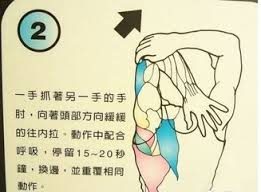 2
一手抓著另一手的手
肘，向著頭部方向緩緩
的往內拉。動作中配合
呼吸，停留15~20秒
鐘，換邊，並重覆相同
動作。